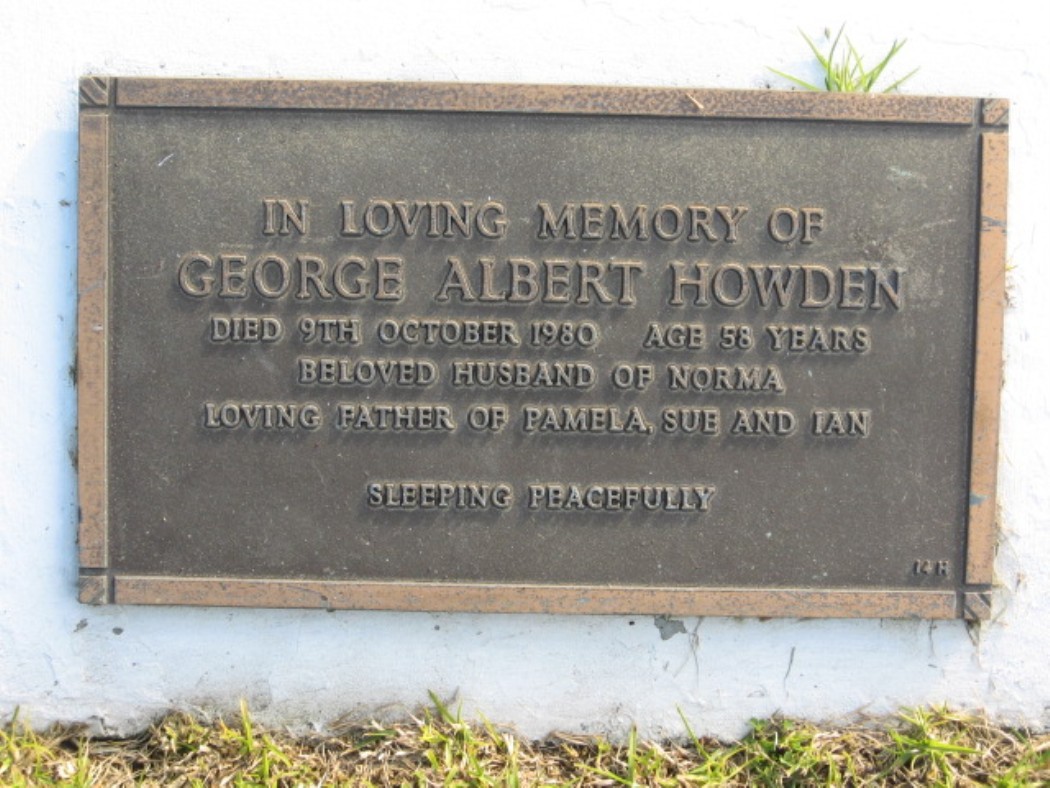 IN LOVING MEMORY OF
GEORGE ALBERT HOWDEN
DIED 9TH OCTOBER 1980 AGE 58 YEARS
BELOVED HUSBAND OF NORMA
LOVING FATHER OF PAMELA, SUE AND IAN
SLEEPING PEACEFULLY
14 H